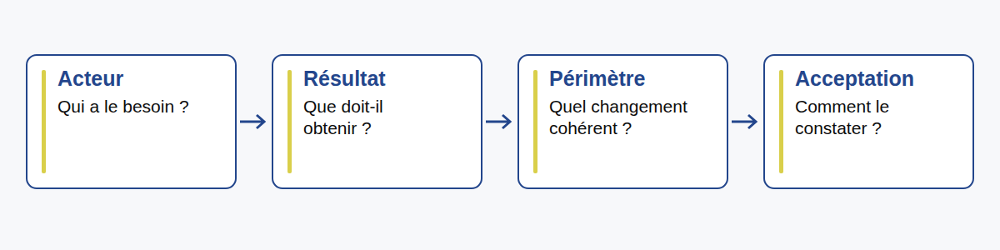 Acteur
Qui a le besoin ?
Résultat
Que doit-il
obtenir ?
Périmètre
Quel changement
cohérent ?
Acceptation
Comment le
constater ?